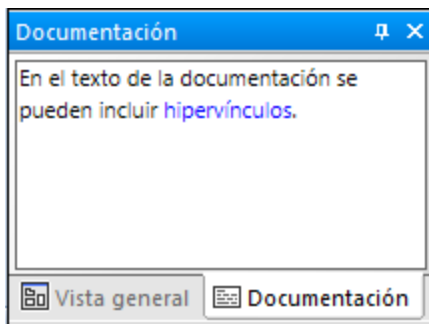 Documentación
En el texto de la documentación se
pueden incluir hipervínculos.
Vista general
Documentación